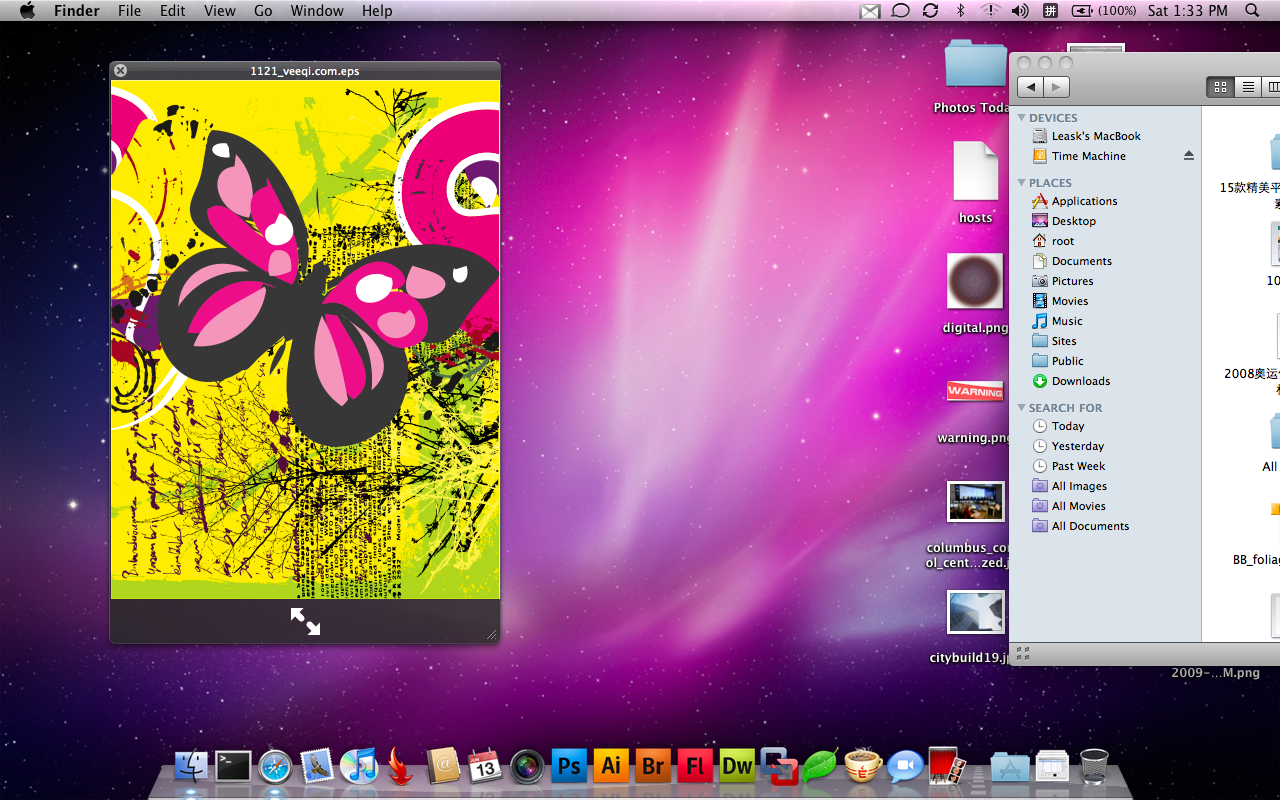 Finder File Edit View Go Window Help
拼 (100%) Sat 1:33 PM
1121_veeqi.com.eps
Photos Toda
hosts
digital.png
WARNING
warning.png
columbus_co
ol_cent...zed.j
citybuild19.j
DEVICES
Leask's MacBook
Time Machine
PLACES
Applications
Desktop
root
Documents
Pictures
Movies
Music
Sites
Public
Downloads
SEARCH FOR
Today
Yesterday
Past Week
All Images
All Movies
All Documents
15款精美平
10
2008奥运
All
BB_foliag
2009-...M.png
JUN
13
Ps
Ai
Br
Fl
Dw